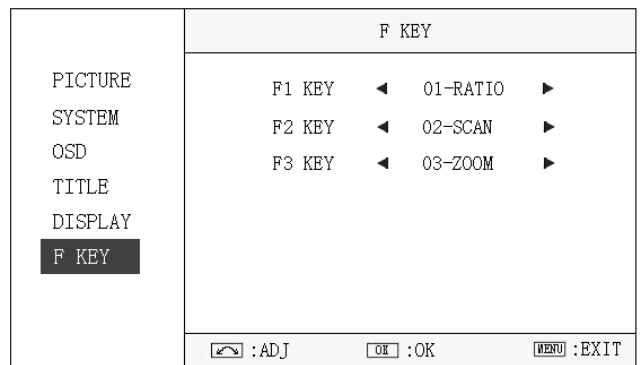 F KEY
PICTURE
SYSTEM
OSD
TITLE
DISPLAY
F KEY
F1 KEY ◀ 01-RATIO ▶
F2 KEY ◀ 02-SCAN ▶
F3 KEY ◀ 03-ZOOM ▶
:ADJ OK :OK MENU :EXIT